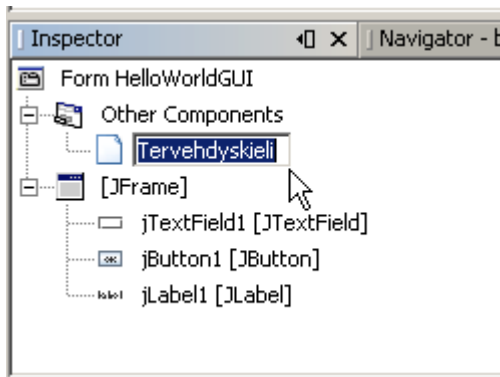 Inspector
Navigator - b
Form HelloWorldGUI
Other Components
Tervehdyskieli
[JFrame]
jTextField1 [JTextField]
jButton1 [JButton]
jLabel1 [JLabel]